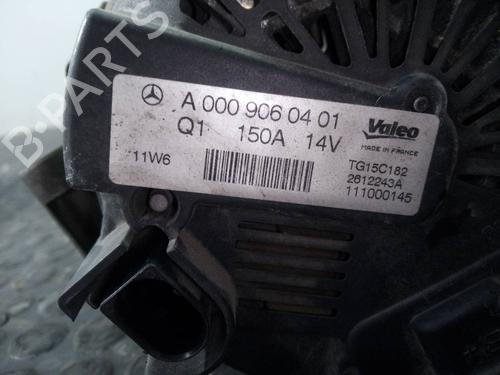 A 000 906 04 01
Q1 150A 14V
Valeo
MADE IN FRANCE
11W6
TG15C182
2612243A
111000145
B-PARTS